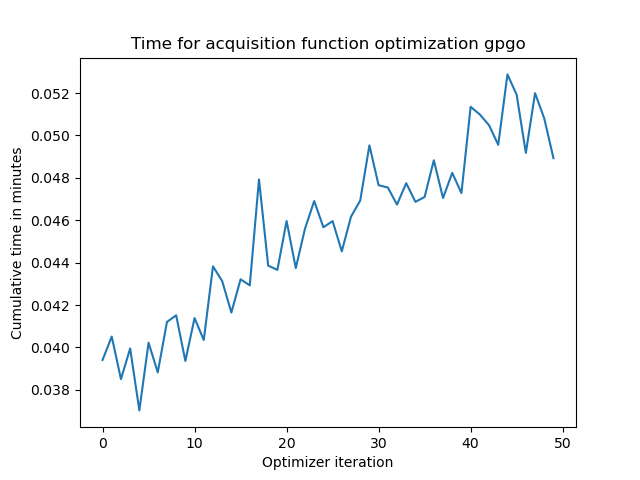 Time for acquisition function optimization gpgo
Cumulative time in minutes
0.052
0.050
0.048
0.046
0.044
0.042
0.040
0.038
0 10 20 30 40 50
Optimizer iteration